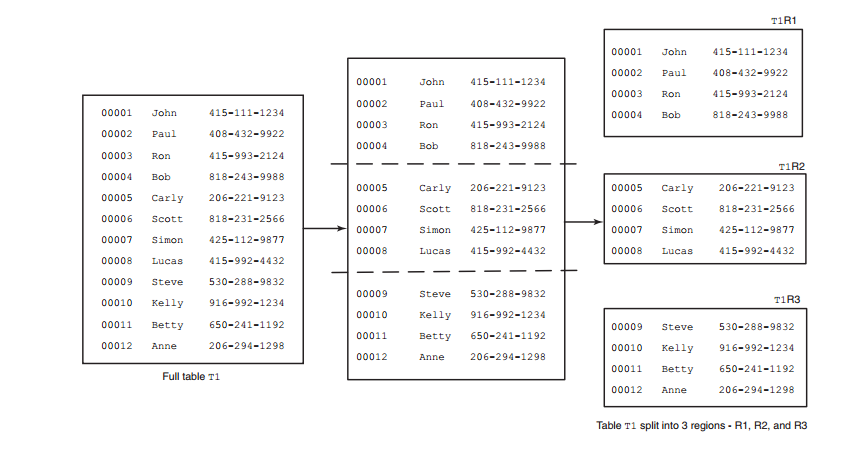 00001 John 415-111-1234
00002 Paul 408-432-9922
00003 Ron 415-993-2124
00004 Bob 818-243-9988
00005 Carly 206-221-9123
00006 Scott 818-231-2566
00007 Simon 425-112-9877
00008 Lucas 415-992-4432
00009 Steve 530-288-9832
00010 Kelly 916-992-1234
00011 Betty 650-241-1192
00012 Anne 206-294-1298
Full table T1
00001 John 415-111-1234
00002 Paul 408-432-9922
00003 Ron 415-993-2124
00004 Bob 818-243-9988
00005 Carly 206-221-9123
00006 Scott 818-231-2566
00007 Simon 425-112-9877
00008 Lucas 415-992-4432
00009 Steve 530-288-9832
00010 Kelly 916-992-1234
00011 Betty 650-241-1192
00012 Anne 206-294-1298
T1R1
00001 John 415-111-1234
00002 Paul 408-432-9922
00003 Ron 415-993-2124
00004 Bob 818-243-9988
T1R2
00005 Carly 206-221-9123
00006 Scott 818-231-2566
00007 Simon 425-112-9877
00008 Lucas 415-992-4432
T1R3
00009 Steve 530-288-9832
00010 Kelly 916-992-1234
00011 Betty 650-241-1192
00012 Anne 206-294-1298
Table T1 split into 3 regions - R1, R2, and R3